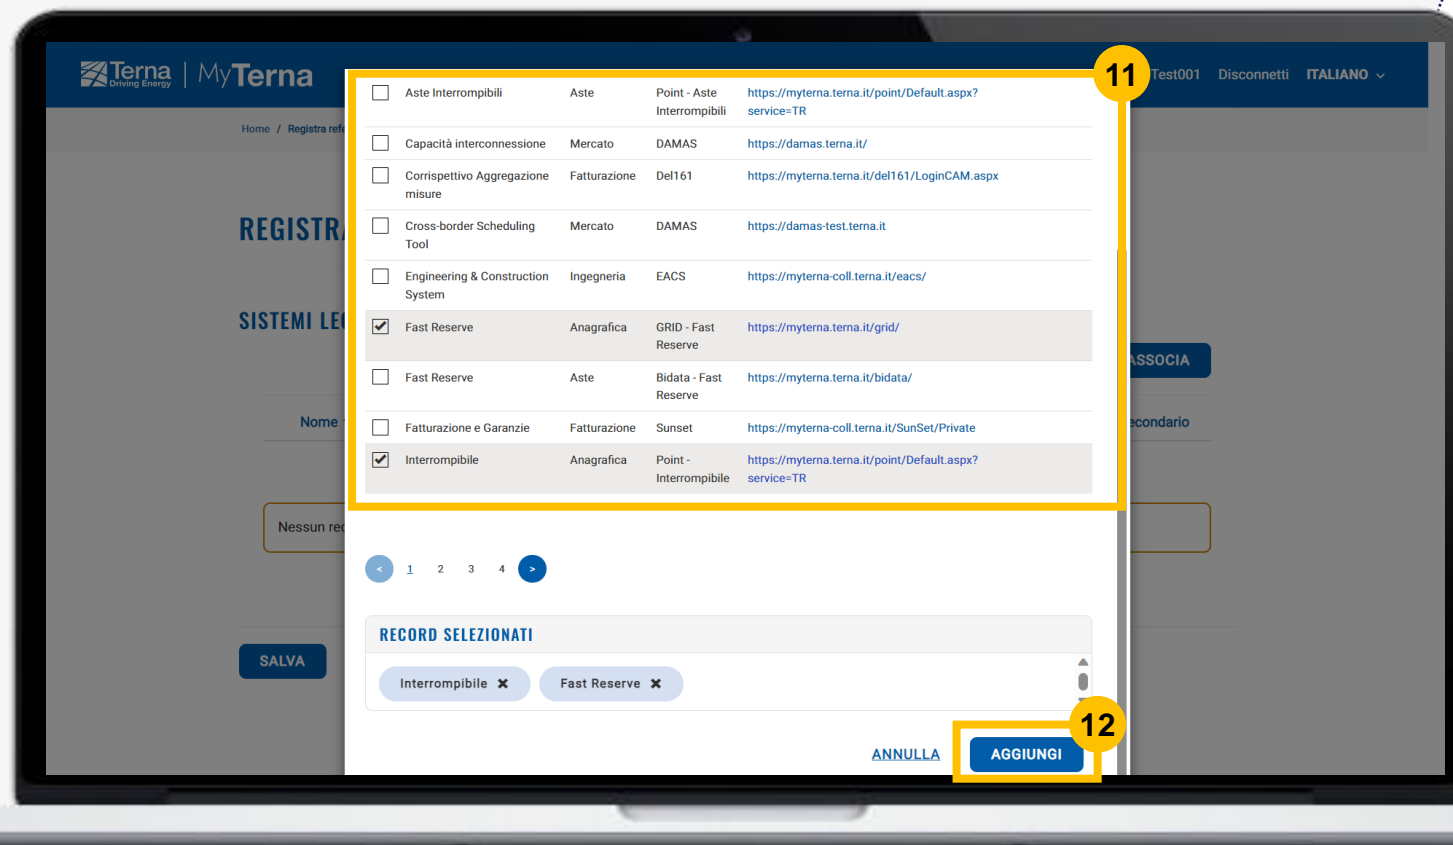 Terna | MyTerna
Driving Energy
Test001 Disconnetti ITALIANO
Home / Registra refe
11
Aste Interrompibili Aste Point - Aste https://myterna.terna.it/point/Default.aspx?
Interrompibili service=TR
Capacità interconnessione Mercato DAMAS https://damas.terna.it/
Corrispettivo Aggregazione Fatturazione Del161 https://myterna.terna.it/del161/LoginCAM.aspx
misure
REGISTRA
Cross-border Scheduling Mercato DAMAS https://damas-test.terna.it
Tool
Engineering & Construction Ingegneria EACS https://myterna-coll.terna.it/eacs/
System
SISTEMI LE
Fast Reserve Anagrafica GRID - Fast https://myterna.terna.it/grid/
Reserve
ASSOCIA
Fast Reserve Aste Bidata - Fast https://myterna.terna.it/bidata/
Reserve
Nome
econdario
Fatturazione e Garanzie Fatturazione Sunset https://myterna-coll.terna.it/SunSet/Private
Interrompibile Anagrafica Point - https://myterna.terna.it/point/Default.aspx?
Interrompibile service=TR
Nessun rec
< 1 2 3 4 >
RECORD SELEZIONATI
SALVA
Interrompibile ✖ Fast Reserve ✖
12
ANNULLA AGGIUNGI